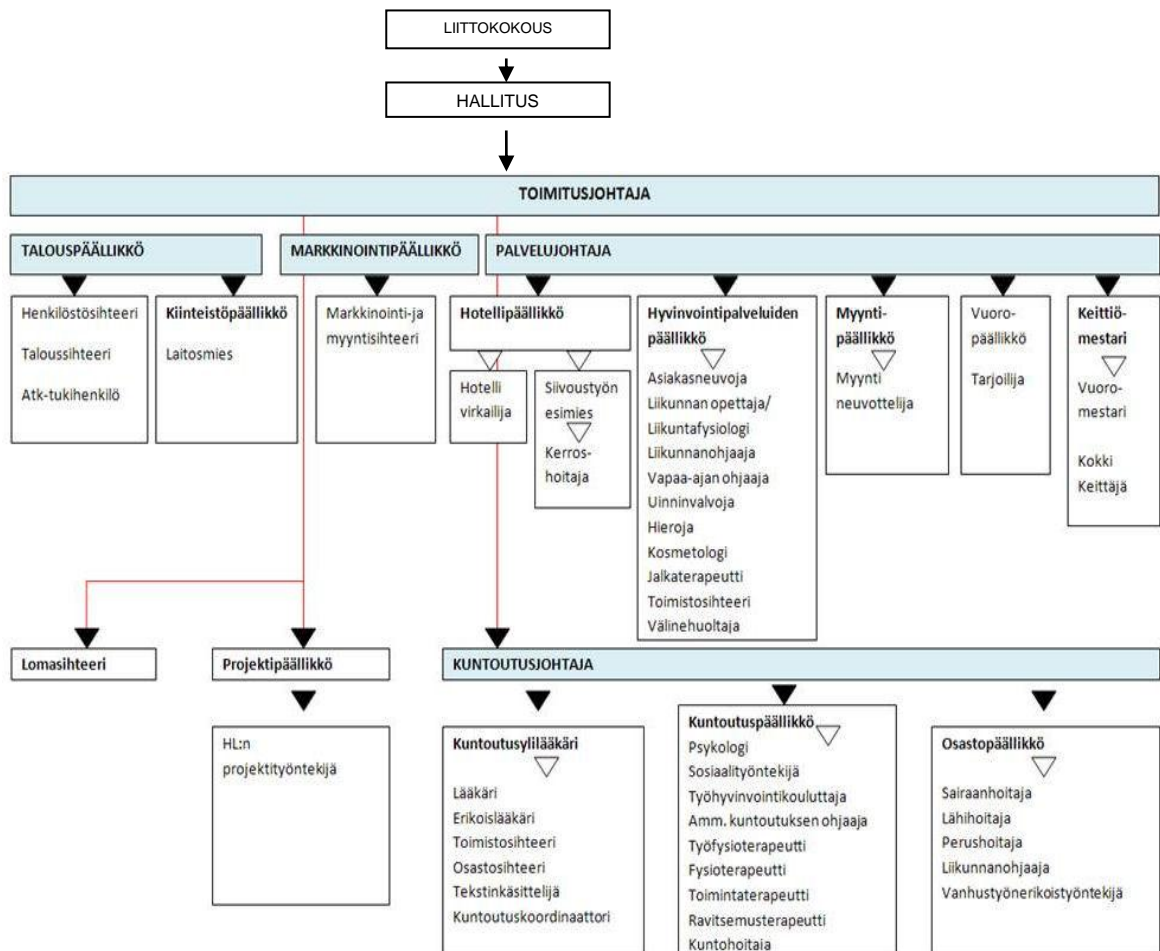 LIITTOKOKOUS
HALLITUS
TOIMITUSJOHTAJA
TALOUSPÄÄLLIKKÖ
MARKKINOINTIPÄÄLLIKKÖ
PALVELUJOHTAJA
Henkilöstösihteeri
Taloussihteeri
Atk-tukihenkilö
Kiinteistöpäällikkö
Laitosmies
Markkinointi-ja
myyntisihteeri
Hotellipäällikkö
Hotelli
virkailija
Siivoustyön
esimies
Kerros-
hoitaja
Hyvinvointipalveluiden
päällikkö
Asiakasneuvoja
Liikunnan opettaja/
Liikuntafysiologi
Liikunnanohjaaja
Vapaa-ajan ohjaaja
Uinninvalvoja
Hieroja
Kosmetologi
Jalkaterapeutti
Toimistosihteeri
Välinehuoltaja
Myynti-
päällikkö
Myynti
neuvottelija
Vuoro-
päällikkö
Tarjoilija
Keittiö-
mestari
Vuoro-
mestari
Kokki
Keittäjä
Lomasihteeri
Projektipäällikkö
HL:n
projektityöntekijä
KUNTOUTUSJOHTAJA
Kuntoutusylilääkäri
Lääkäri
Erikoislääkäri
Toimistosihteeri
Osastosihteeri
Tekstinkäsittelijä
Kuntoutuskoordinaattori
Kuntoutuspäällikkö
Psykologi
Sosiaalityöntekijä
Työhyvinvointikouluttaja
Amm. kuntoutuksen ohjaaja
Työfysioterapeutti
Fysioterapeutti
Toimintaterapeutti
Ravitsemusterapeutti
Kuntohoitaja
Osastopäällikkö
Sairaanhoitaja
Lähihoitaja
Perushoitaja
Liikunnanohjaaja
Vanhustyönerikoistyöntekijä